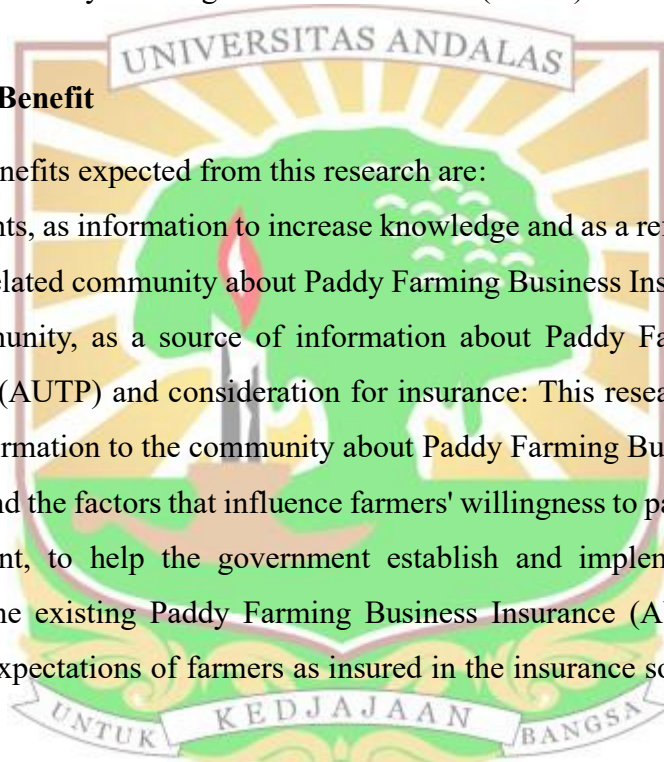 UNIVERSITAS ANDALAS
Benefit
nefits expected from this research are:
nts, as information to increase knowledge and as a ref
elated community about Paddy Farming Business Ins
munity, as a source of information about Paddy Fa
(AUTP) and consideration for insurance: This resea
ormation to the community about Paddy Farming Bu
nd the factors that influence farmers' willingness to pa
nt, to help the government establish and implem
he existing Paddy Farming Business Insurance (A
xpectations of farmers as insured in the insurance so
UNTUK KEDJAJAAN BANGSA